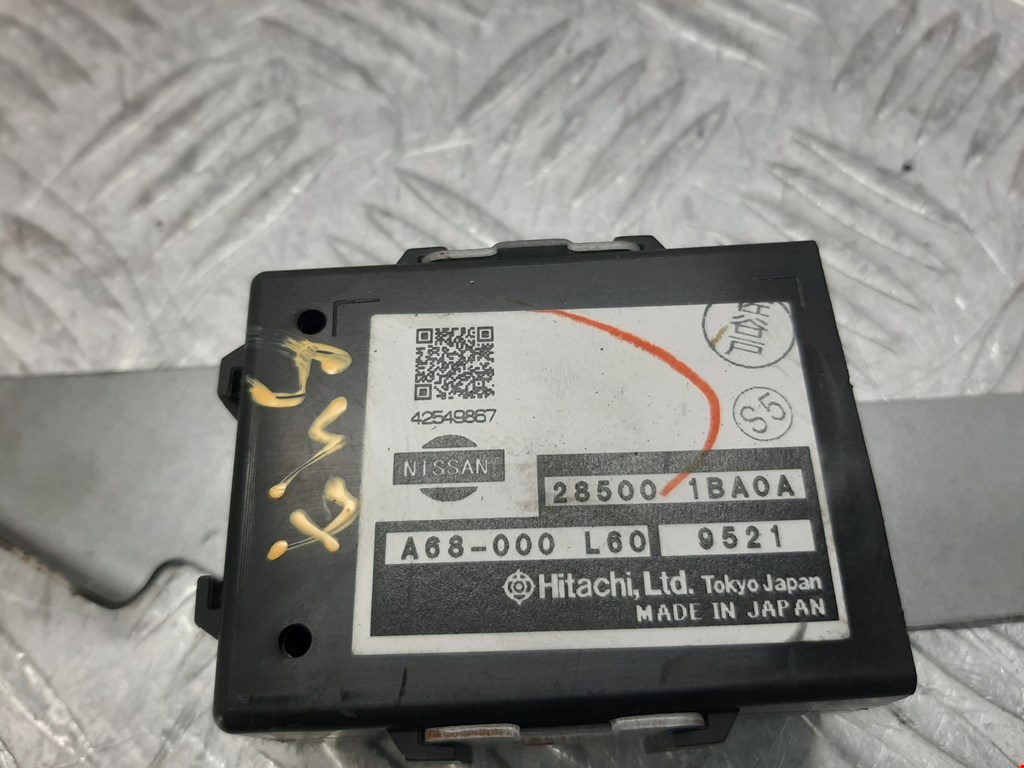 42549867
NISSAN
S5
28500 1BA0A
A68-000 L60
9521
Hitachi, Ltd. Tokyo Japan
MADE IN JAPAN